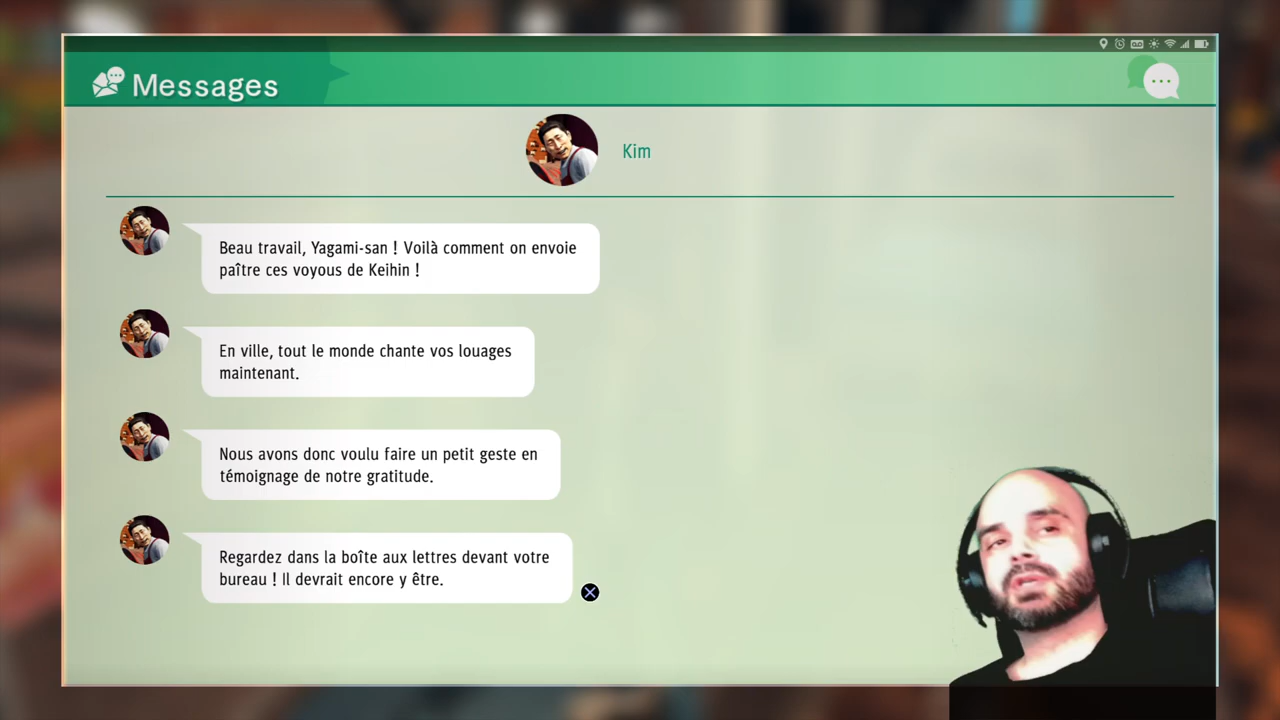 Messages
Kim
Beau travail, Yagami-san ! Voilà comment on envoie
paître ces voyous de Keihin !
En ville, tout le monde chante vos louages
maintenant.
Nous avons donc voulu faire un petit geste en
témoignage de notre gratitude.
Regardez dans la boîte aux lettres devant votre
bureau ! Il devrait encore y être.